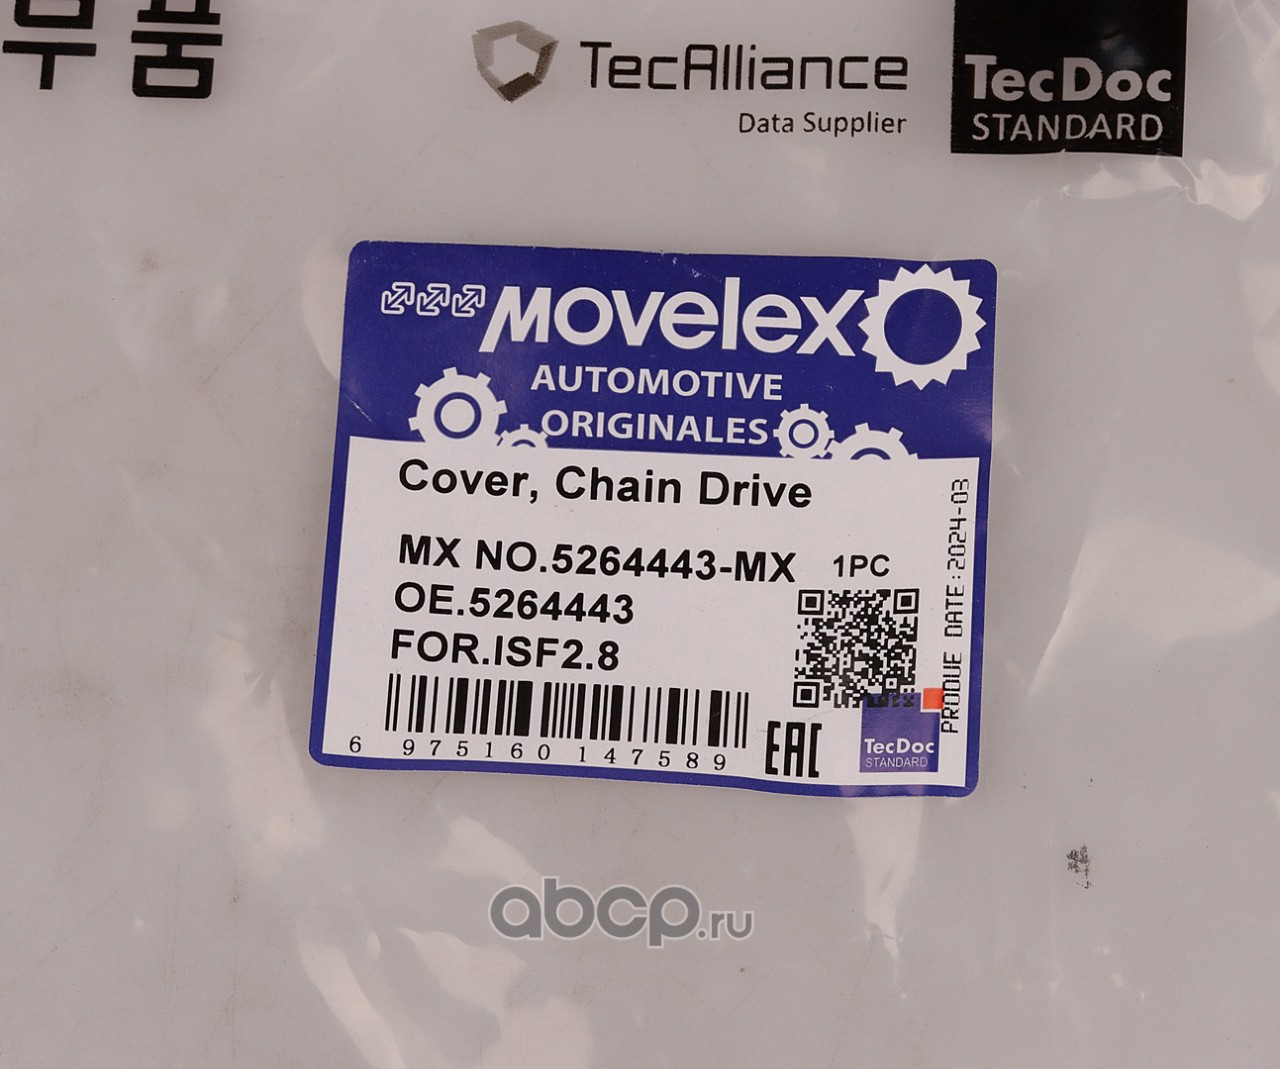 부품
TecAlliance
Data Supplier
TecDoc
STANDARD
Movelex
AUTOMOTIVE
ORIGINALES
Cover, Chain Drive
MX NO.5264443-MX
1PC
OE.5264443
FOR.ISF2.8
PRODUE DATE:2024-03
6 975160 147589
EAC
TecDoc
STANDARD
abcp.ru